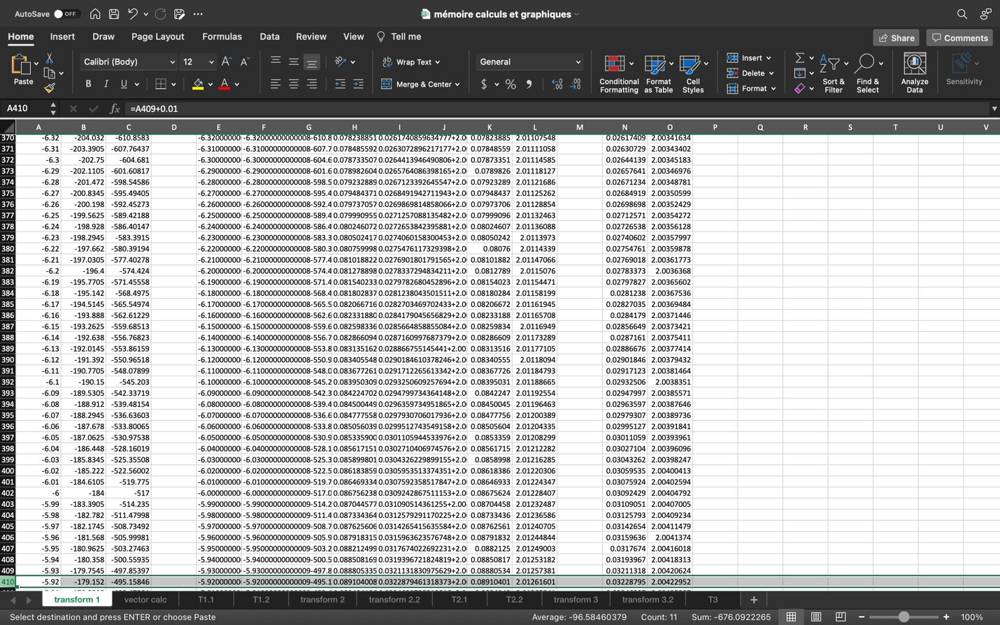 AutoSave OFF mémoire calculs et graphiques
Home Insert Draw Page Layout Formulas Data Review View Tell me Share Comments
Paste Calibri (Body) 12 Wrap Text General Insert
Merge & Center Delete
Conditional Formatting Format as Table Cell Styles Format Sort & Filter Find & Select Analyze Data Sensitivity
A410 fx =A409+0.01
A B C D E F G H I J K L M N O P Q R S T U V
370 -6.32 -204.032 -610.8583 -6.32000000 -6.32000000000008-610.8 0.078238851 0.0261740859634777+2.0 0.07823885 2.01107548 0.02617409 2.00341634
371 -6.31 -203.3905 -607.76437 -6.31000000 -6.31000000000008-607.7 0.078485592 0.0263072896217177+2.0 0.07848559 2.01111058 0.02630729 2.00343402
372 -6.3 -202.75 -604.681 -6.30000000 -6.30000000000008-604.6 0.078733507 0.0264413946490806+2.0 0.07873351 2.01114585 0.02644139 2.00345183
373 -6.29 -202.1105 -601.60817 -6.29000000 -6.29000000000008-601.6 0.078982604 0.0265764086398165+2.0 0.0789826 2.01118127 0.02657641 2.00346976
374 -6.28 -201.472 -598.54586 -6.28000000 -6.28000000000008-598.5 0.079232889 0.0267123392645547+2.0 0.07923289 2.01121686 0.02671234 2.00348781
375 -6.27 -200.8345 -595.49405 -6.27000000 -6.27000000000008-595.4 0.079484371 0.0268491942711943+2.0 0.07948437 2.01125262 0.02684919 2.00350599
376 -6.26 -200.198 -592.45273 -6.26000000 -6.26000000000008-592.4 0.079737057 0.0269869814858066+2.0 0.07973706 2.01128854 0.02698698 2.00352429
377 -6.25 -199.5625 -589.42188 -6.25000000 -6.25000000000008-589.4 0.079990955 0.0271257088135482+2.0 0.07999096 2.01132463 0.02712571 2.00354272
378 -6.24 -198.928 -586.40147 -6.24000000 -6.24000000000008-586.4 0.080246072 0.0272653842395881+2.0 0.08024607 2.01136088 0.02726538 2.00356128
379 -6.23 -198.2945 -583.3915 -6.23000000 -6.23000000000008-583.3 0.080502417 0.0274060158300453+2.0 0.08050242 2.0113973 0.02740602 2.00357997
380 -6.22 -197.662 -580.39194 -6.22000000 -6.22000000000008-580.3 0.080759998 0.0275476117329398+2.0 0.08076 2.0114339 0.02754761 2.00359878
381 -6.21 -197.0305 -577.40278 -6.21000000 -6.21000000000008-577.4 0.081018822 0.0276901801791565+2.0 0.08101882 2.01147066 0.02769018 2.00361773
382 -6.2 -196.4 -574.424 -6.20000000 -6.20000000000008-574.4 0.081278898 0.0278337294834211+2.0 0.0812789 2.0115076 0.02783373 2.0036368
383 -6.19 -195.7705 -571.45558 -6.19000000 -6.19000000000008-571.4 0.081540233 0.0279782680452896+2.0 0.08154023 2.01154471 0.02797827 2.00365602
384 -6.18 -195.142 -568.4975 -6.18000000 -6.18000000000008-568.4 0.081802837 0.0281238043501511+2.0 0.08180284 2.01158199 0.0281238 2.00367536
385 -6.17 -194.5145 -565.54974 -6.17000000 -6.17000000000008-565.5 0.082066716 0.0282703469702433+2.0 0.08206672 2.01161945 0.02827035 2.00369484
386 -6.16 -193.888 -562.61229 -6.16000000 -6.16000000000008-562.6 0.082331880 0.0284179045656829+2.0 0.08233188 2.01165708 0.0284179 2.00371446
387 -6.15 -193.2625 -559.68513 -6.15000000 -6.15000000000008-559.6 0.082598336 0.0285664858855084+2.0 0.08259834 2.0116949 0.02856649 2.00373421
388 -6.14 -192.638 -556.76823 -6.14000000 -6.14000000000008-556.7 0.082866094 0.0287160997687379+2.0 0.08286609 2.01173289 0.0287161 2.00375411
389 -6.13 -192.0145 -553.86159 -6.13000000 -6.13000000000008-553.8 0.083135162 0.028866755145441+2.00 0.08313516 2.01177105 0.02886676 2.00377414
390 -6.12 -191.392 -550.96518 -6.12000000 -6.12000000000008-550.9 0.083405548 0.0290184610378246+2.0 0.08340555 2.0118094 0.02901846 2.00379432
391 -6.11 -190.7705 -548.07899 -6.11000000 -6.11000000000008-548.0 0.083677261 0.0291712265613342+2.0 0.08367726 2.01184793 0.02917123 2.00381464
392 -6.1 -190.15 -545.203 -6.10000000 -6.10000000000008-545.2 0.083950309 0.0293250609257694+2.0 0.08395031 2.01188665 0.02932506 2.0038351
393 -6.09 -189.5305 -542.33719 -6.09000000 -6.09000000000008-542.3 0.084224702 0.0294799734364148+2.0 0.0842247 2.01192554 0.02947997 2.00385571
394 -6.08 -188.912 -539.48154 -6.08000000 -6.08000000000008-539.4 0.084500449 0.0296359734951865+2.0 0.08450045 2.01196463 0.02963597 2.00387646
395 -6.07 -188.2945 -536.63603 -6.07000000 -6.07000000000008-536.6 0.084777558 0.0297930706017936+2.0 0.08477756 2.01200389 0.02979307 2.00389736
396 -6.06 -187.678 -533.80065 -6.06000000 -6.06000000000008-533.8 0.085056039 0.0299512743549158+2.0 0.08505604 2.01204335 0.02995127 2.00391841
397 -6.05 -187.0625 -530.97538 -6.05000000 -6.05000000000008-530.9 0.085335900 0.0301105944533976+2.0 0.0853359 2.01208299 0.03011059 2.00393961
398 -6.04 -186.448 -528.16019 -6.04000000 -6.04000000000008-528.1 0.085617151 0.0302710406974576+2.0 0.08561715 2.01212282 0.03027104 2.00396096
399 -6.03 -185.8345 -525.35508 -6.03000000 -6.03000000000008-525.3 0.085899801 0.0304326229899155+2.0 0.0858998 2.01216285 0.03043262 2.00398247
400 -6.02 -185.222 -522.56002 -6.02000000 -6.02000000000008-522.5 0.086183859 0.0305953513374351+2.0 0.08618386 2.01220306 0.03059535 2.00400413
401 -6.01 -184.6105 -519.775 -6.01000000 -6.01000000000009-519.7 0.086469334 0.0307592358517847+2.0 0.08646933 2.01224347 0.03075924 2.00402594
402 -6 -184 -517 -6.00000000 -6.00000000000009-517.0 0.086756238 0.0309242867511153+2.0 0.08675624 2.01228407 0.03092429 2.00404792
403 -5.99 -183.3905 -514.235 -5.99000000 -5.99000000000009-514.2 0.087044577 0.031090514361255+2.00 0.08704458 2.01232487 0.03109051 2.00407005
404 -5.98 -182.782 -511.47998 -5.98000000 -5.98000000000009-511.4 0.087334364 0.0312579291170225+2.0 0.08733436 2.01236586 0.03125793 2.00409234
405 -5.97 -182.1745 -508.73492 -5.97000000 -5.97000000000009-508.7 0.087625606 0.0314265415635584+2.0 0.08762561 2.01240705 0.03142654 2.00411479
406 -5.96 -181.568 -505.99981 -5.96000000 -5.96000000000009-505.9 0.087918315 0.0315963623576748+2.0 0.08791832 2.01244844 0.03159636 2.0041374
407 -5.95 -180.9625 -503.27463 -5.95000000 -5.95000000000009-503.2 0.088212499 0.0317674022692231+2.0 0.0882125 2.01249003 0.0317674 2.00416018
408 -5.94 -180.358 -500.55935 -5.94000000 -5.94000000000009-500.5 0.088508169 0.0319396721824819+2.0 0.08850817 2.01253182 0.03193967 2.00418313
409 -5.93 -179.7545 -497.85397 -5.93000000 -5.93000000000009-497.8 0.088805335 0.0321131830975629+2.0 0.08880534 2.01257381 0.03211318 2.00420624
410 -5.92 -179.152 -495.15846 -5.92000000 -5.92000000000009-495.1 0.089104008 0.0322879461318373+2.0 0.08910401 2.01261601 0.03228795 2.00422952
transform 1 vector calc T1.1 T1.2 transform 2 transform 2.2 T2.1 T2.2 transform 3 transform 3.2 T3 +
Select destination and press ENTER or choose Paste Average: -96.58460379 Count: 11 Sum: -676.0922265 100%